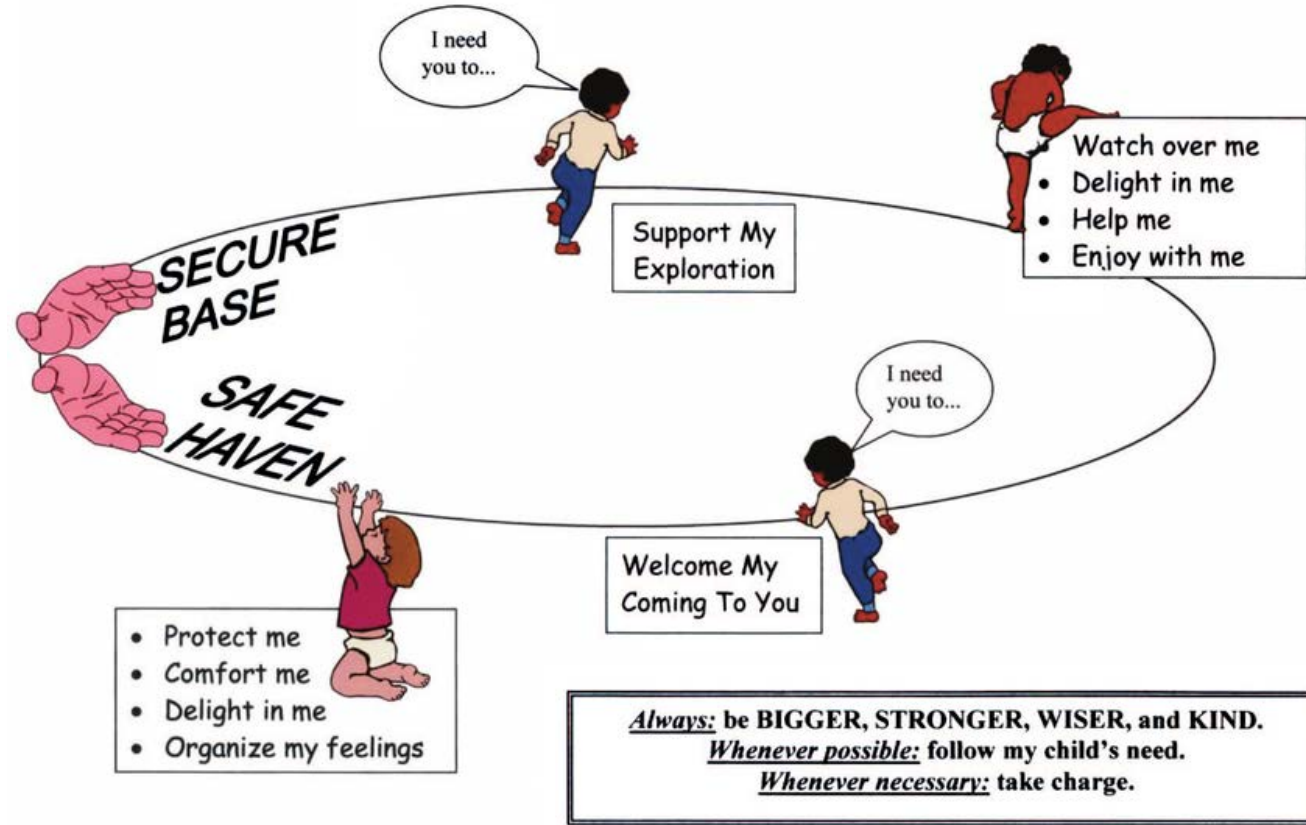 I need
you to...
• Watch over me
• Delight in me
• Help me
• Enjoy with me
SECURE
BASE
Support My
Exploration
SAFE
HAVEN
I need
you to...
Welcome My
Coming To You
• Protect me
• Comfort me
• Delight in me
• Organize my feelings
Always: be BIGGER, STRONGER, WISER, and KIND.
Whenever possible: follow my child's need.
Whenever necessary: take charge.